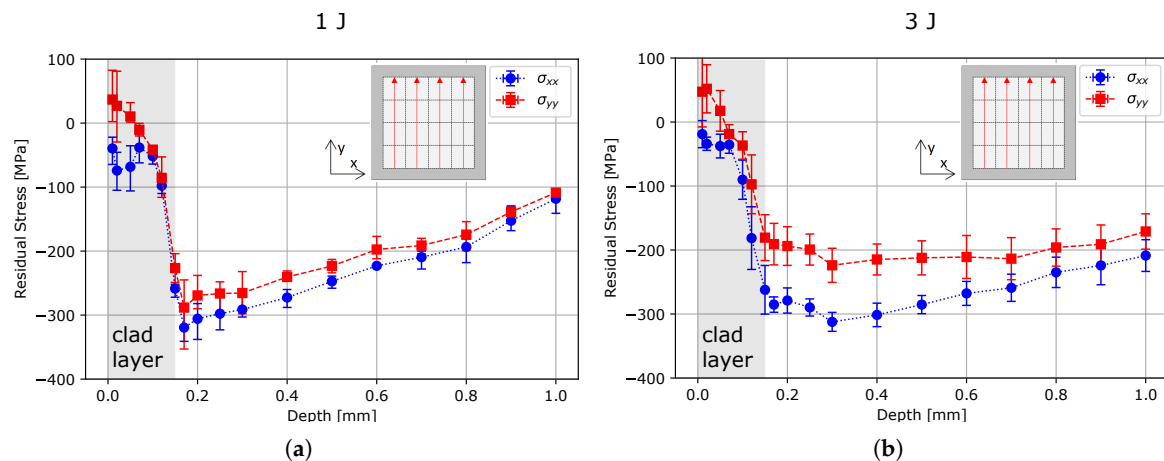 1 J
3 J
100
0
−100
−200
−300
−400
Residual Stress [MPa]
0.0 0.2 0.4 0.6 0.8 1.0
Depth [mm]
σxx
σyy
y
x
clad
layer
(a)
100
0
−100
−200
−300
−400
Residual Stress [MPa]
0.0 0.2 0.4 0.6 0.8 1.0
Depth [mm]
σxx
σyy
y
x
clad
layer
(b)